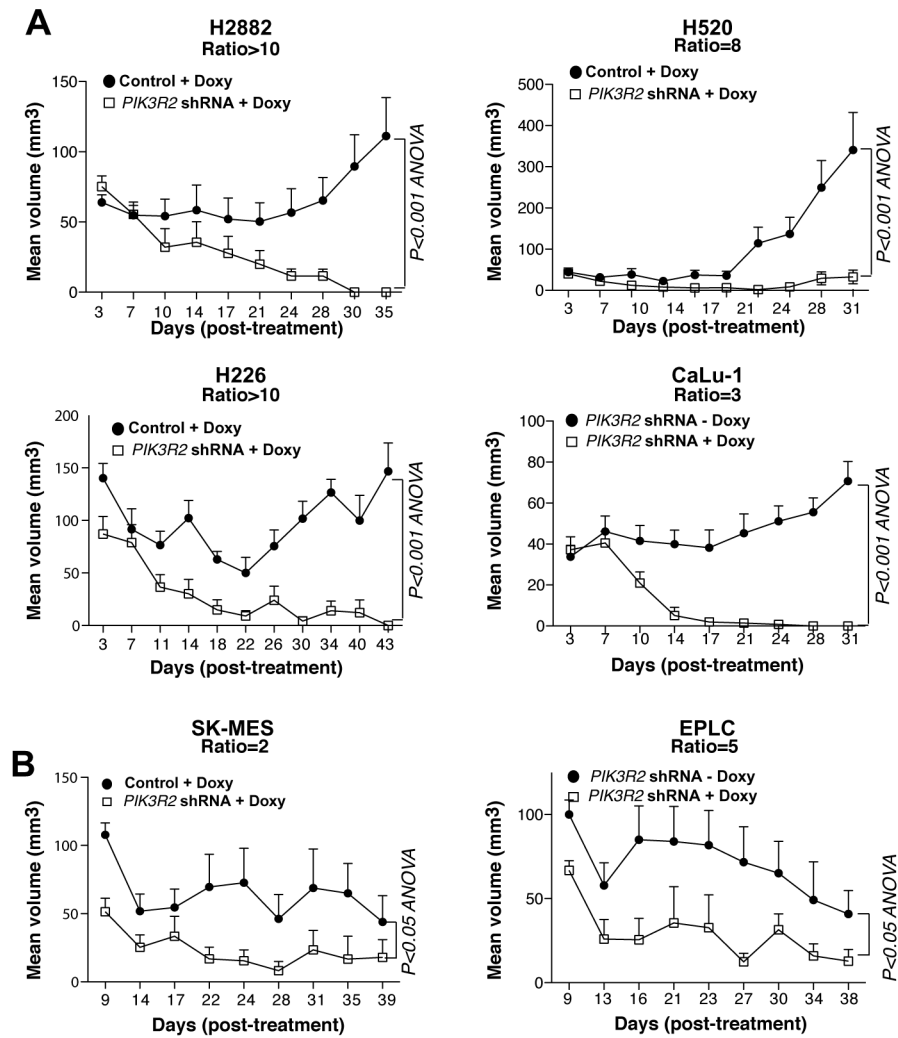 A
H2882
Ratio>10
Control + Doxy
PIK3R2 shRNA + Doxy
Mean volume (mm3)
150
100
50
0
3 7 10 14 17 21 24 28 30 35
Days (post-treatment)
P<0.001 ANOVA
H520
Ratio=8
Control + Doxy
PIK3R2 shRNA + Doxy
Mean volume (mm3)
500
400
300
200
100
0
3 7 10 14 17 19 22 24 28 31
Days (post-treatment)
P<0.001 ANOVA
H226
Ratio>10
Control + Doxy
PIK3R2 shRNA + Doxy
Mean volume (mm3)
200
150
100
50
0
3 7 11 14 18 22 26 30 34 40 43
Days (post-treatment)
P<0.001 ANOVA
CaLu-1
Ratio=3
PIK3R2 shRNA - Doxy
PIK3R2 shRNA + Doxy
Mean volume (mm3)
100
80
60
40
20
0
3 7 10 14 17 21 24 28 31
Days (post-treatment)
P<0.001 ANOVA
B
SK-MES
Ratio=2
Control + Doxy
PIK3R2 shRNA + Doxy
Mean volume (mm3)
150
100
50
0
9 14 17 22 24 28 31 35 39
Days (post-treatment)
P<0.05 ANOVA
EPLC
Ratio=5
PIK3R2 shRNA - Doxy
PIK3R2 shRNA + Doxy
Mean volume (mm3)
100
50
0
9 13 16 21 23 27 30 34 38
Days (post-treatment)
P<0.05 ANOVA